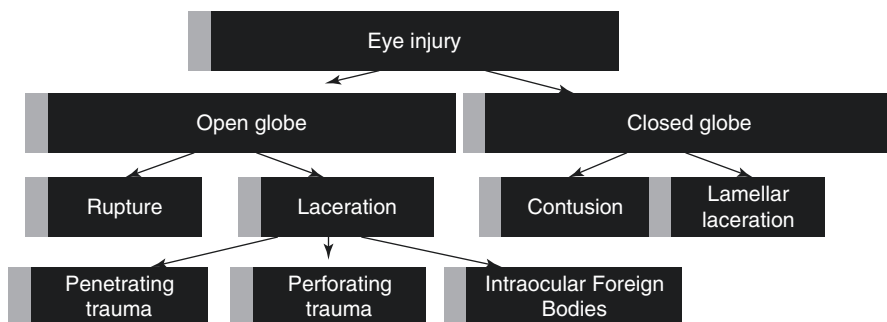 Eye injury
Open globe
Closed globe
Rupture
Laceration
Contusion
Lamellar
laceration
Penetrating
trauma
Perforating
trauma
Intraocular Foreign
Bodies